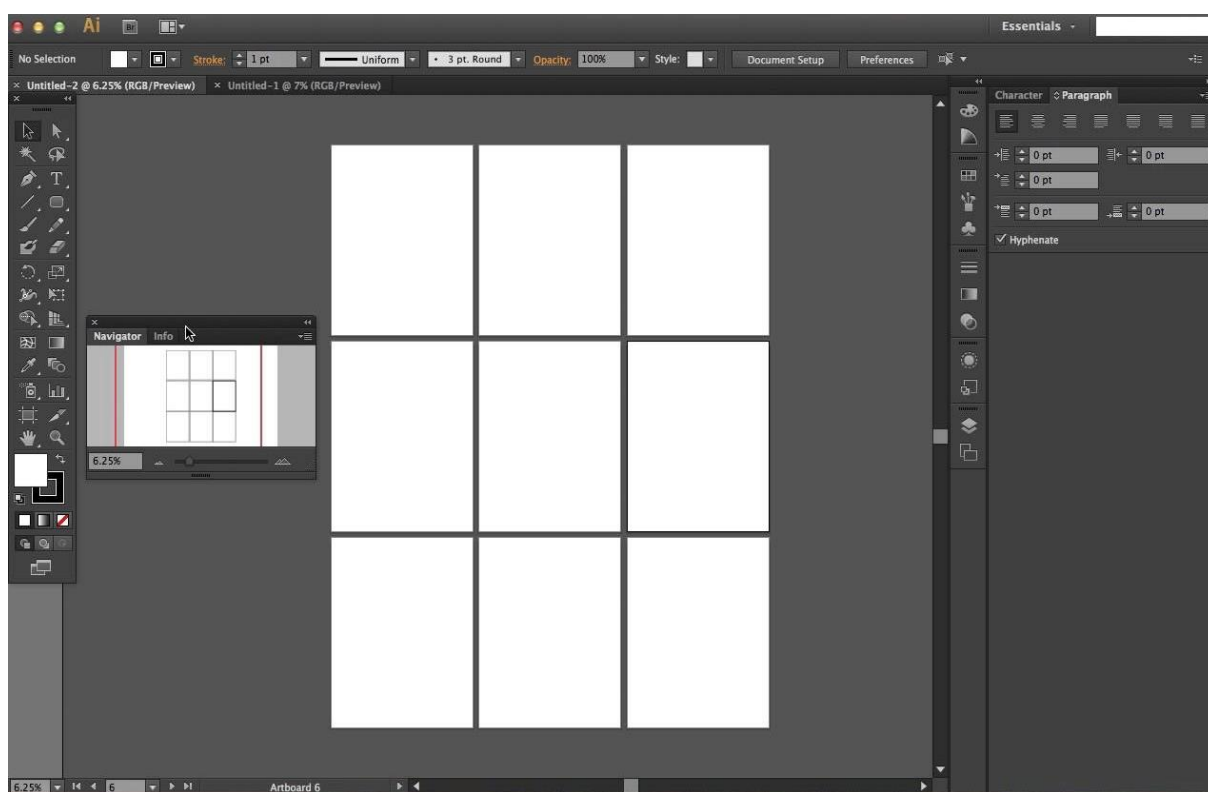 Ai Br Essentials
No Selection Stroke: 1 pt Uniform 3 pt. Round Opacity: 100% Style: Document Setup Preferences
× Untitled-2 @ 6.25% (RGB/Preview) × Untitled-1 @ 7% (RGB/Preview)
Character Paragraph
0 pt 0 pt
0 pt
0 pt 0 pt
Hyphenate
Navigator Info
6.25%
6.25% 6 Artboard 6